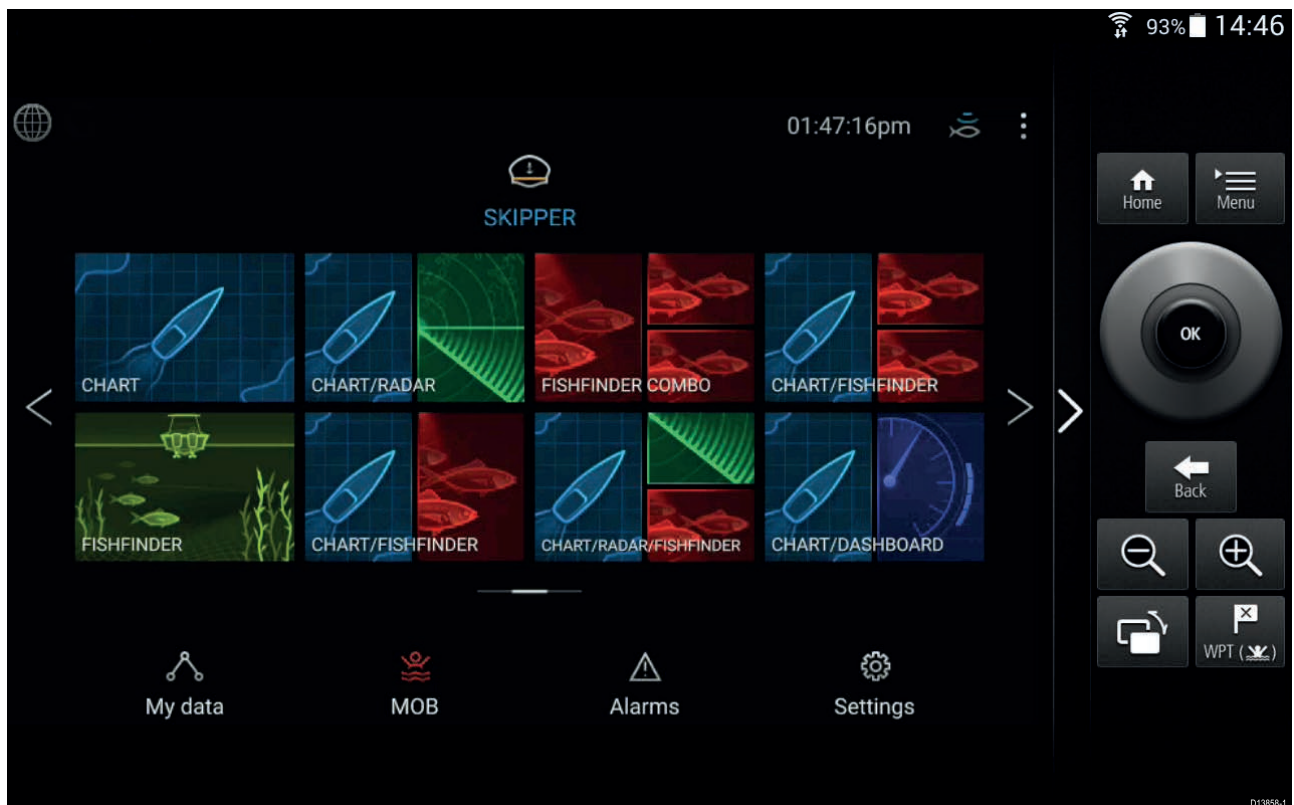 93% 14:46
01:47:16pm
SKIPPER
CHART
CHART/RADAR
FISHFINDER COMBO
CHART/FISHFINDER
FISHFINDER
CHART/FISHFINDER
CHART/RADAR/FISHFINDER
CHART/DASHBOARD
My data
MOB
Alarms
Settings
Home
Menu
OK
Back
WPT ( )
D13858-1